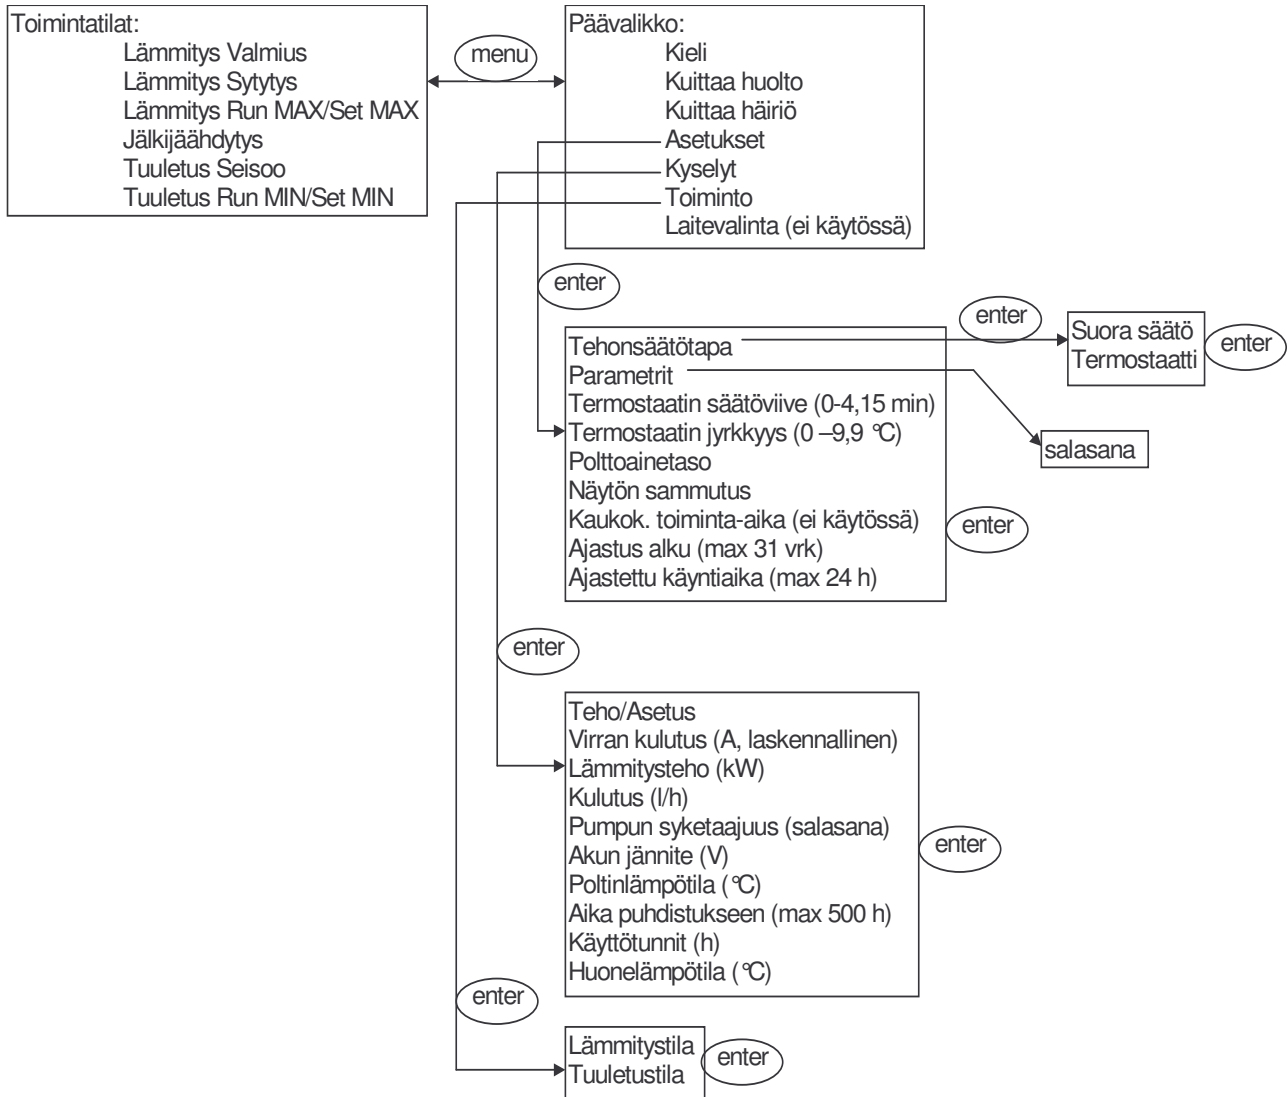 Toimintatilat:
Lämmitys Valmius
Lämmitys Sytytys
Lämmitys Run MAX/Set MAX
Jälkijäähdytys
Tuuletus Seisoo
Tuuletus Run MIN/Set MIN
menu
Päävalikko:
Kieli
Kuittaa huolto
Kuittaa häiriö
Asetukset
Kyselyt
Toiminto
Laitevalinta (ei käytössä)
enter
Tehonsäätötapa
Parametrit
Termostaatin säätöviive (0-4,15 min)
Termostaatin jyrkkyys (0 –9,9 °C)
Polttoainetaso
Näytön sammutus
Kaukok. toiminta-aika (ei käytössä)
Ajastus alku (max 31 vrk)
Ajastettu käyntiaika (max 24 h)
enter
Suora säätö
Termostaatti
enter
salasana
enter
enter
Teho/Asetus
Virran kulutus (A, laskennallinen)
Lämmitysteho (kW)
Kulutus (l/h)
Pumpun syketaajuus (salasana)
Akun jännite (V)
Poltinlämpötila (°C)
Aika puhdistukseen (max 500 h)
Käyttötunnit (h)
Huonelämpötila (°C)
enter
enter
Lämmitystila
Tuuletustila
enter